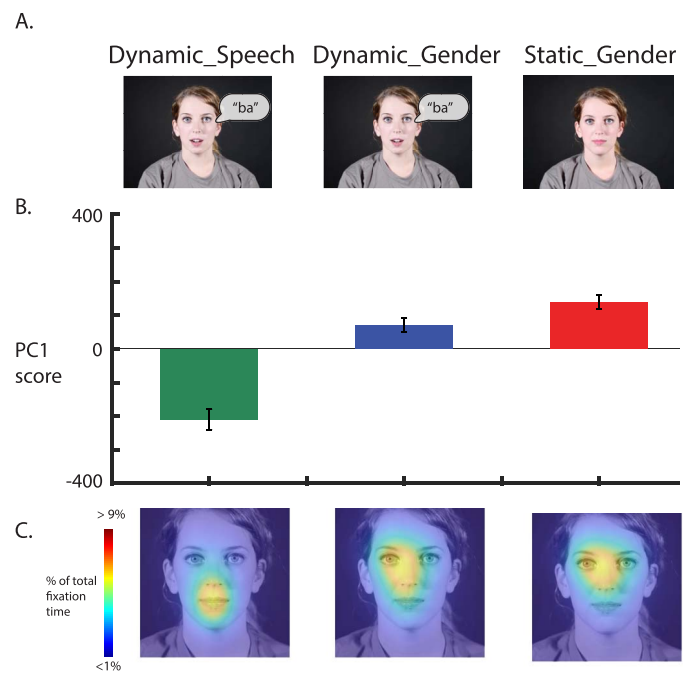 A.
Dynamic_Speech Dynamic_Gender Static_Gender
"ba" "ba"
B.
400
PC1
score
0
-400
C.
> 9%
% of total
fixation
time
<1%